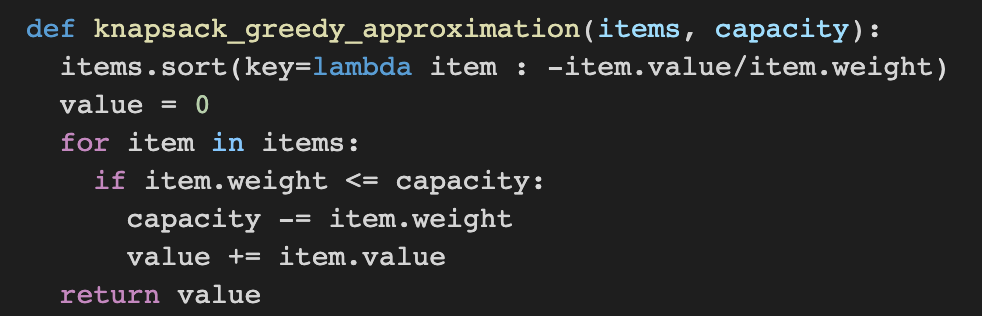 def knapsack_greedy_approximation(items, capacity):
  items.sort(key=lambda item : -item.value/item.weight)
  value = 0
  for item in items:
    if item.weight <= capacity:
      capacity -= item.weight
      value += item.value
  return value